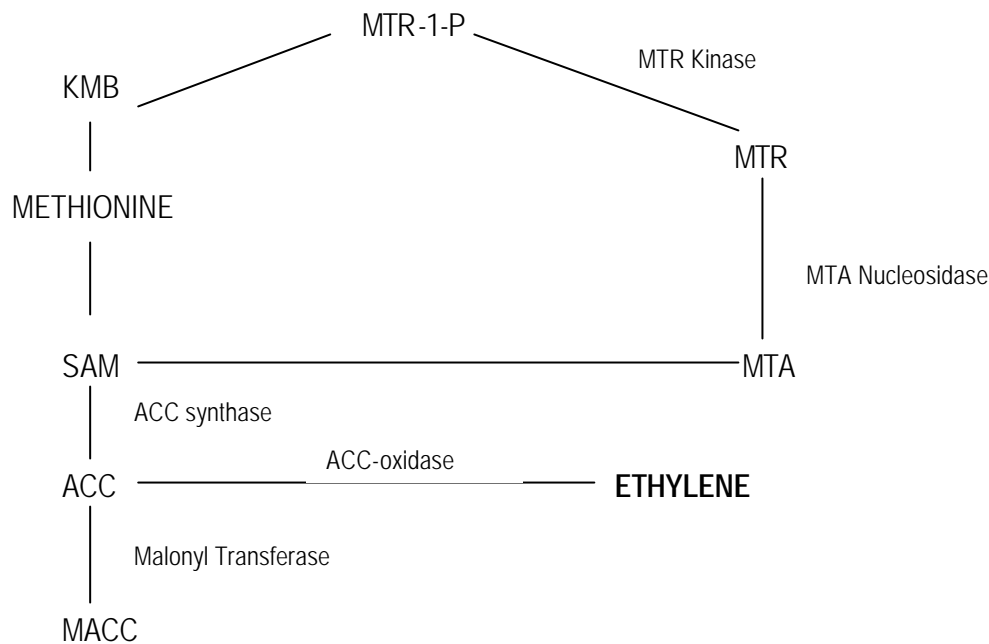 MTR-1-P
MTR Kinase
KMB
MTR
METHIONINE
MTA Nucleosidase
SAM
MTA
ACC synthase
ACC-oxidase
ACC
ETHYLENE
Malonyl Transferase
MACC